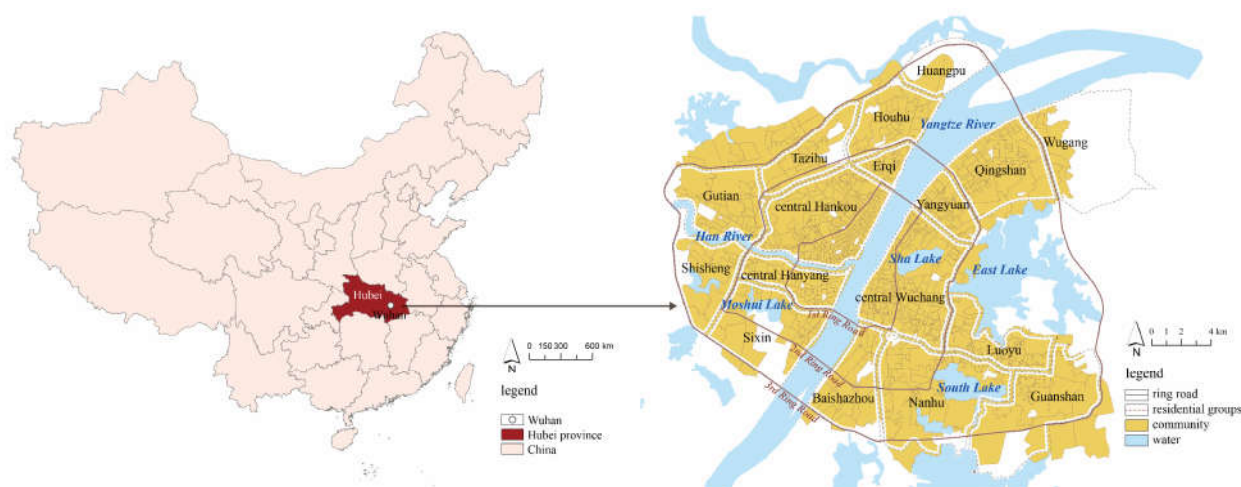 Hubei
Wuhan
N
0 150 300 600 km
legend
Wuhan
Hubei province
China
Huangpu
Houhu
Yangtze River
Wugang
Tazihu
Erqi
Qingshan
Gutian
central Hankou
Yangyuan
Han River
Sha Lake
East Lake
Shisheng
central Hanyang
Moshui Lake
central Wuchang
1st Ring Road
Sixin
2nd Ring Road
Luoyu
South Lake
3rd Ring Road
Baishazhou
Nanhu
Guanshan
N
0 1 2 4 km
legend
ring road
residential groups
community
water